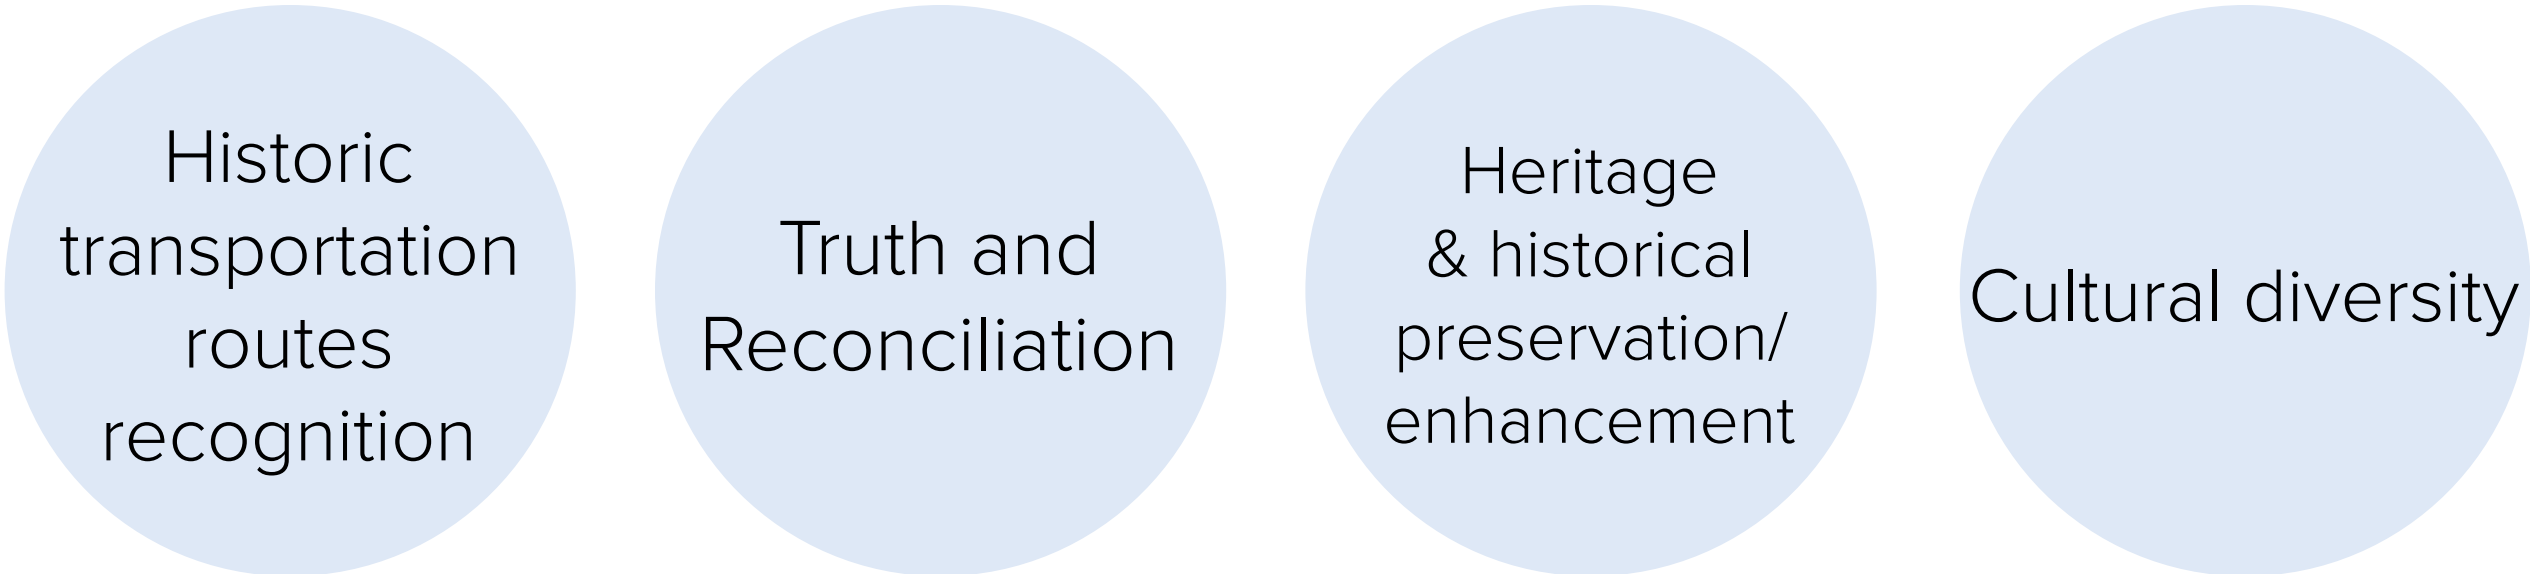 Historic
transportation
routes
recognition
Truth and
Reconciliation
Heritage
& historical
preservation/
enhancement
Cultural diversity